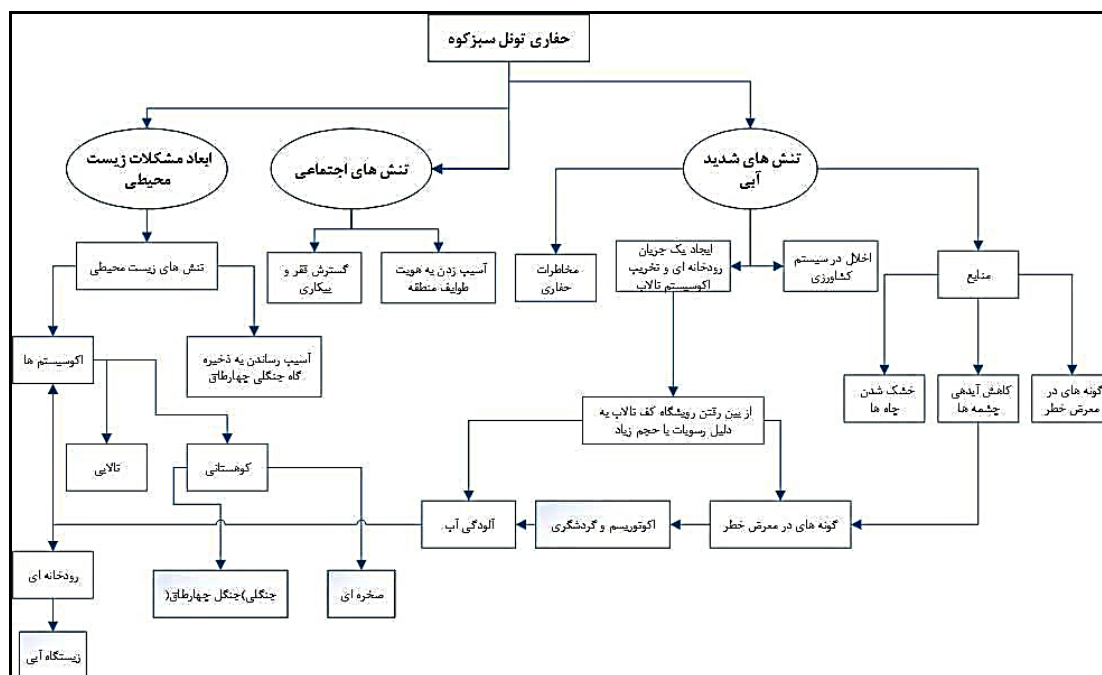 حفاری تونل سبزکوه
تنش های شدید
آبی
تنش های اجتماعی
ابعاد مشکلات زیست
محیطی
منابع
اخلال در سیستم
کشاورزی
ایجاد یک جریان
رودخانه ای و تخریب
اکوسیستم تالاب
مخاطرات
حفاری
آسیب زدن به هویت
طوایف منطقه
گسترش فقر و
بیکاری
تنش های زیست محیطی
گونه های در
معرض خطر
کاهش آبدهی
چشمه ها
خشک شدن
چاه ها
آسیب رساندن به ذخیره
گاه جنگلی چهارطاقی
اکوسیستم ها
از بین رفتن رویشگاه کف تالاب به
دلیل رسوبات با حجم زیاد
کوهستانی
تالابی
گونه های در معرض خطر
اکوتوریسم و گردشگری
آلودگی آب
صخره ای
جنگلی)جنگل چهارطاقی(
رودخانه ای
زیستگاه آبی